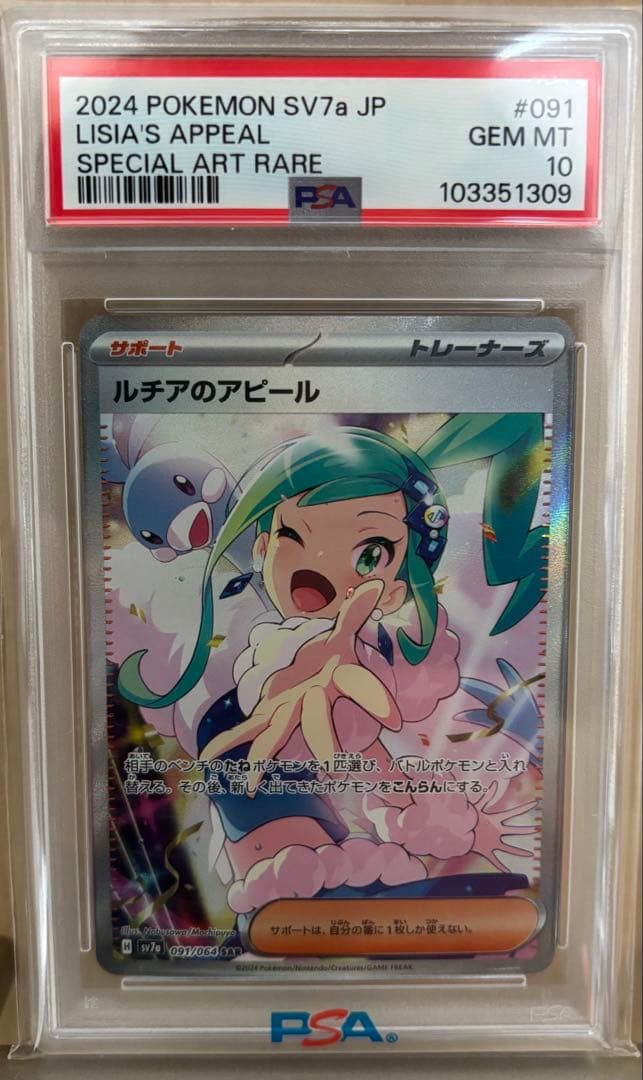 2024 POKEMON SV7a JP #091
LISIA'S APPEAL GEM MT
SPECIAL ART RARE 10
PSA 103351309
サポート トレーナーズ
ルチアのアピール
相手のベンチのたねポケモンを1匹選び、バトルポケモンと入れ
替える。その後、新しく出てきたポケモンをこんらんにする。
Illus. Nabusawa/Mochipuyo
サポートは、自分の番に1枚しか使えない。
H sv7a 091/064 SAR
©2024 Pokémon/Nintendo/Creatures/GAME FREAK
PSA®